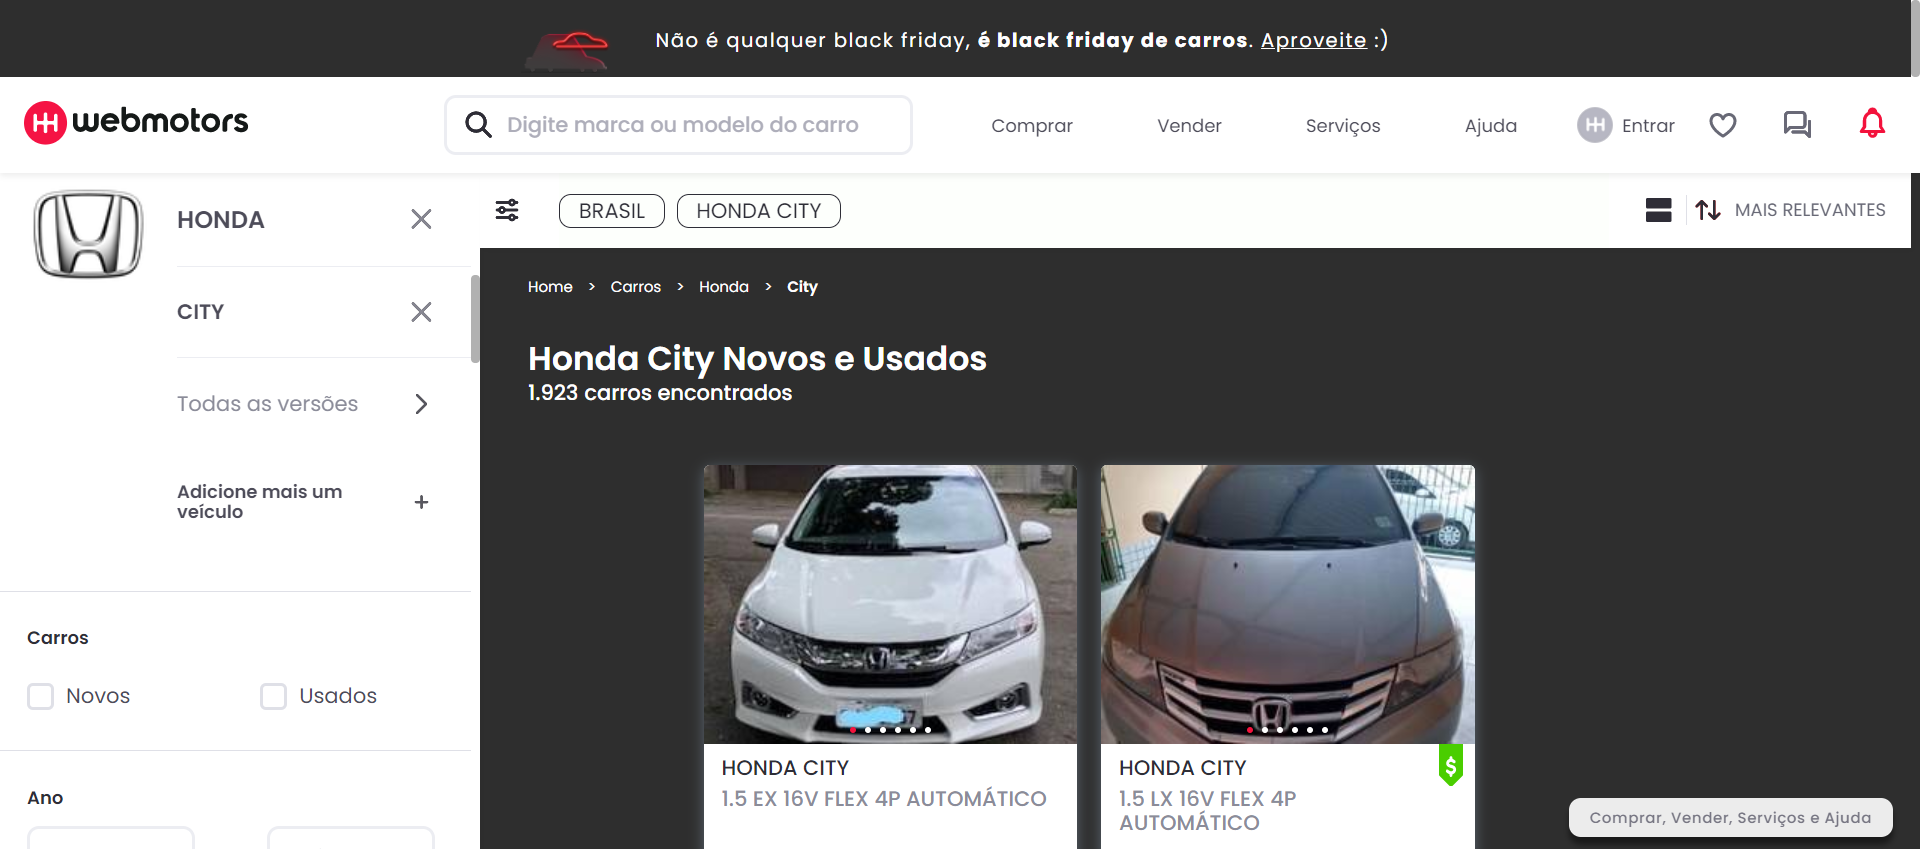 Não é qualquer black friday, é black friday de carros. Aproveite :)
webmotors
Digite marca ou modelo do carro
Comprar
Vender
Serviços
Ajuda
Entrar
HONDA
CITY
Todas as versões
Adicione mais um
veículo
Carros
Novos
Usados
Ano
BRASIL
HONDA CITY
MAIS RELEVANTES
Home > Carros > Honda > City
Honda City Novos e Usados
1.923 carros encontrados
HONDA CITY
1.5 EX 16V FLEX 4P AUTOMÁTICO
HONDA CITY
$
1.5 LX 16V FLEX 4P
AUTOMÁTICO
Comprar, Vender, Serviços e Ajuda